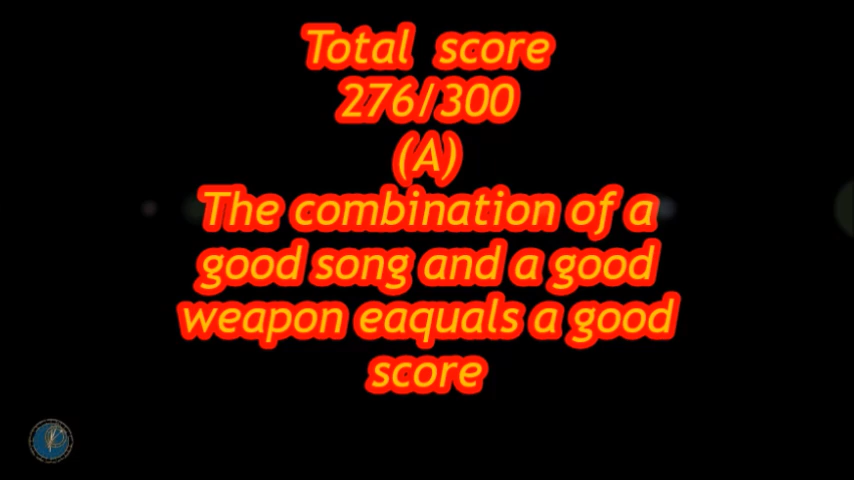 Total score
276/300
(A)
The combination of a
good song and a good
weapon eaquals a good
score